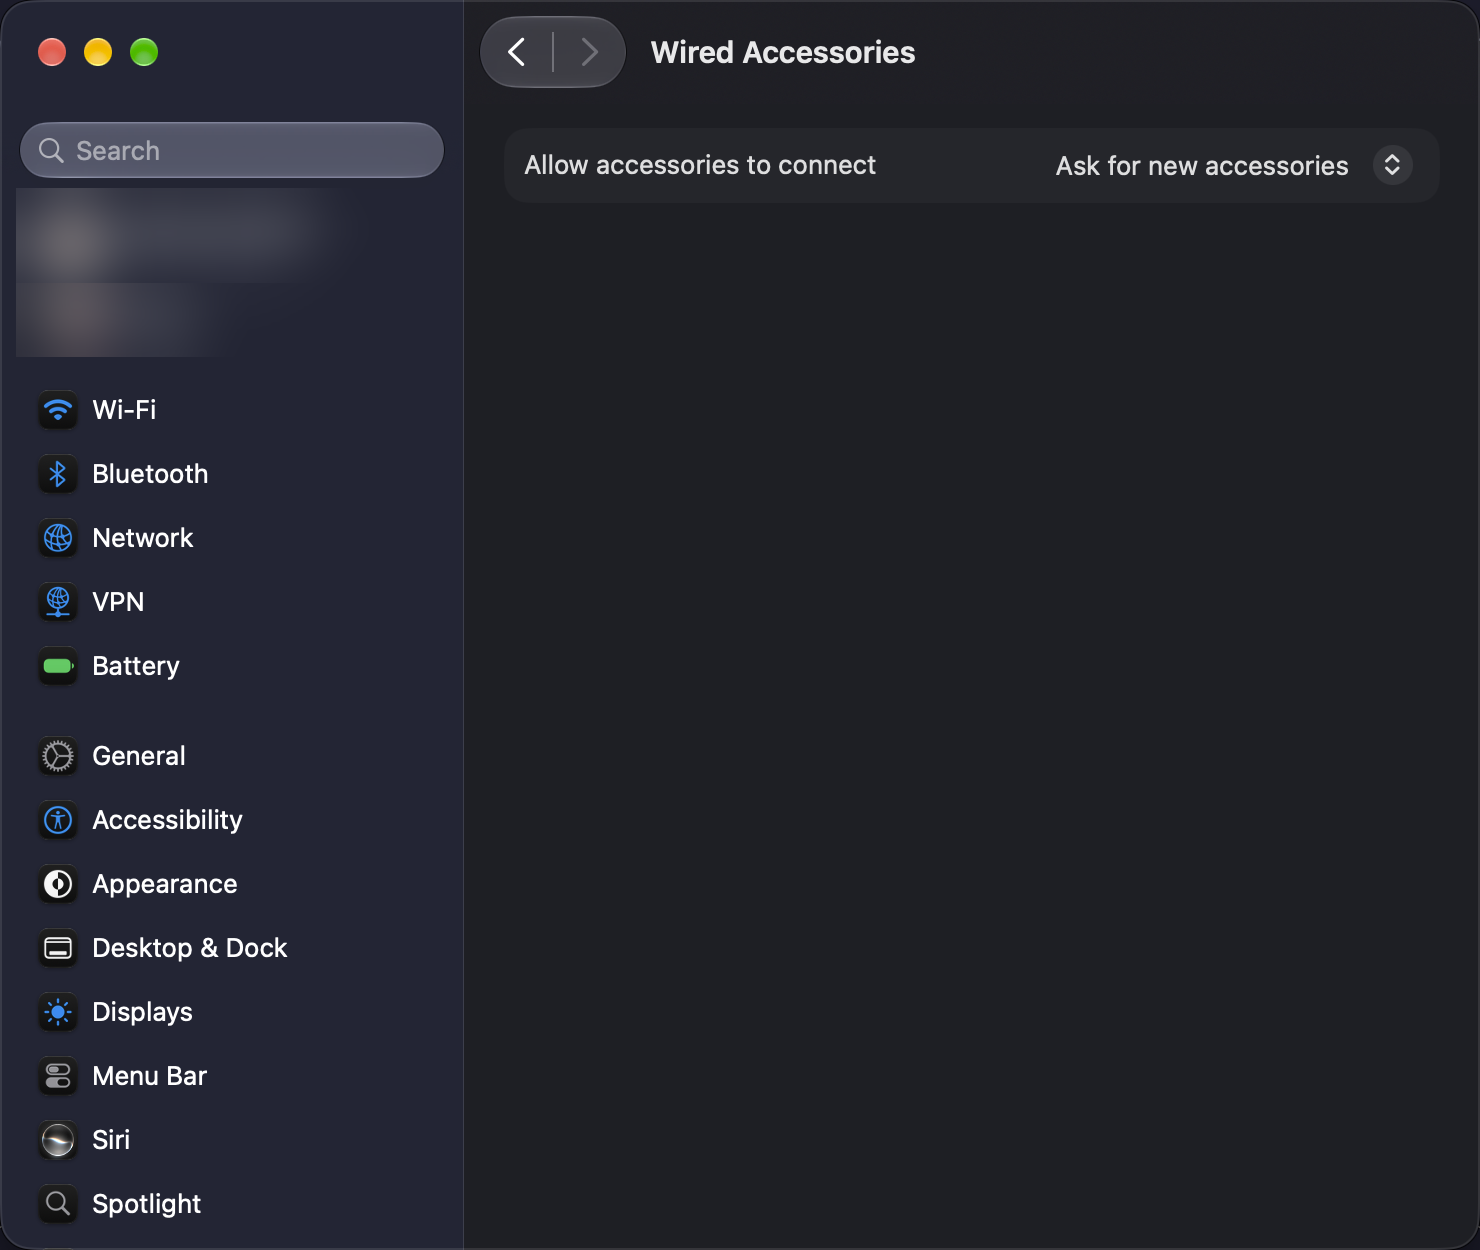 Wired Accessories
Search
Allow accessories to connect
Ask for new accessories
Wi-Fi
Bluetooth
Network
VPN
Battery
General
Accessibility
Appearance
Desktop & Dock
Displays
Menu Bar
Siri
Spotlight